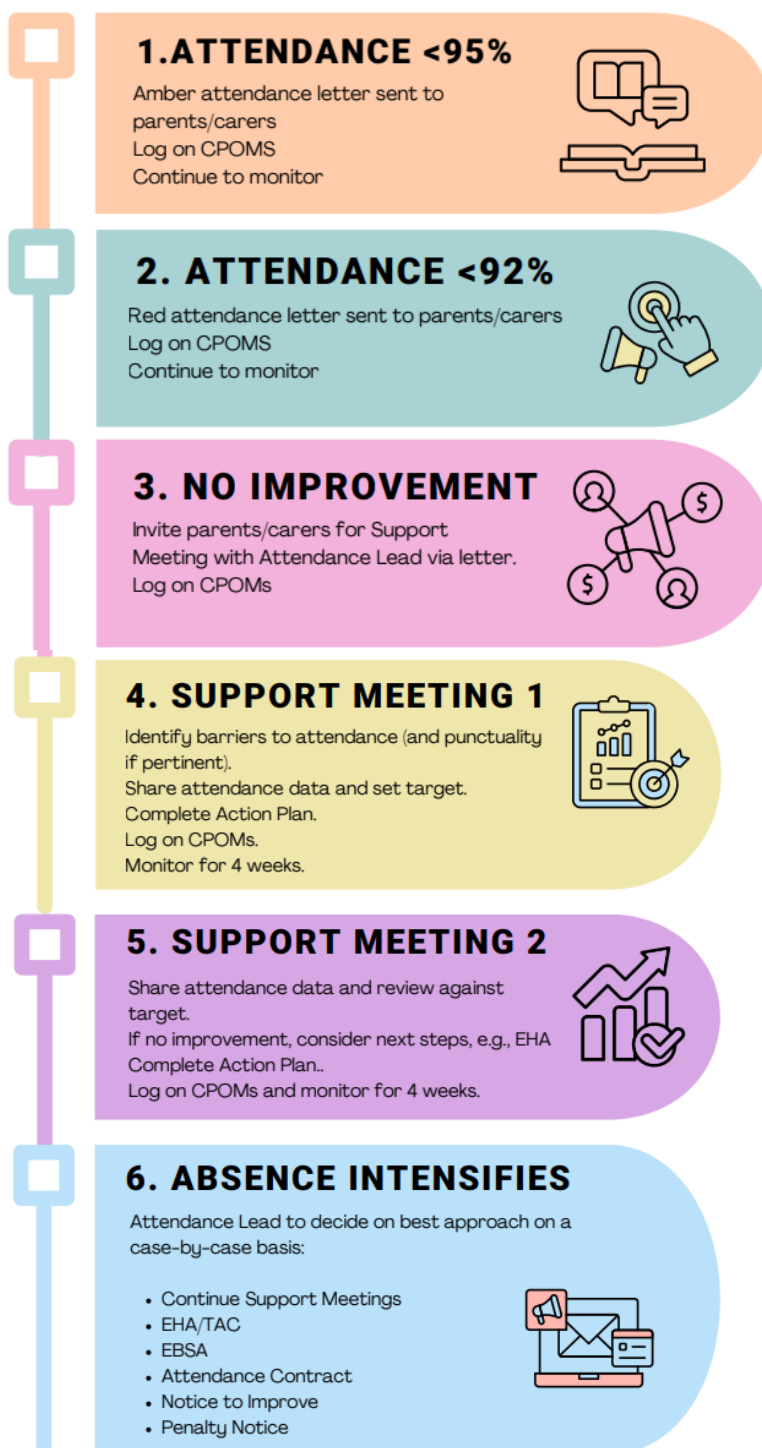 1.ATTENDANCE <95%
Amber attendance letter sent to
parents/carers
Log on CPOMS
Continue to monitor
2. ATTENDANCE <92%
Red attendance letter sent to parents/carers
Log on CPOMS
Continue to monitor
3. NO IMPROVEMENT
Invite parents/carers for Support
Meeting with Attendance Lead via letter.
Log on CPOMs
$
$
4. SUPPORT MEETING 1
Identify barriers to attendance (and punctuality
if pertinent).
Share attendance data and set target.
Complete Action Plan.
Log on CPOMs.
Monitor for 4 weeks.
5. SUPPORT MEETING 2
Share attendance data and review against
target.
If no improvement, consider next steps, e.g., EHA
Complete Action Plan..
Log on CPOMs and monitor for 4 weeks.
6. ABSENCE INTENSIFIES
Attendance Lead to decide on best approach on a
case-by-case basis:
• Continue Support Meetings
• EHA/TAC
• EBSA
• Attendance Contract
• Notice to Improve
• Penalty Notice